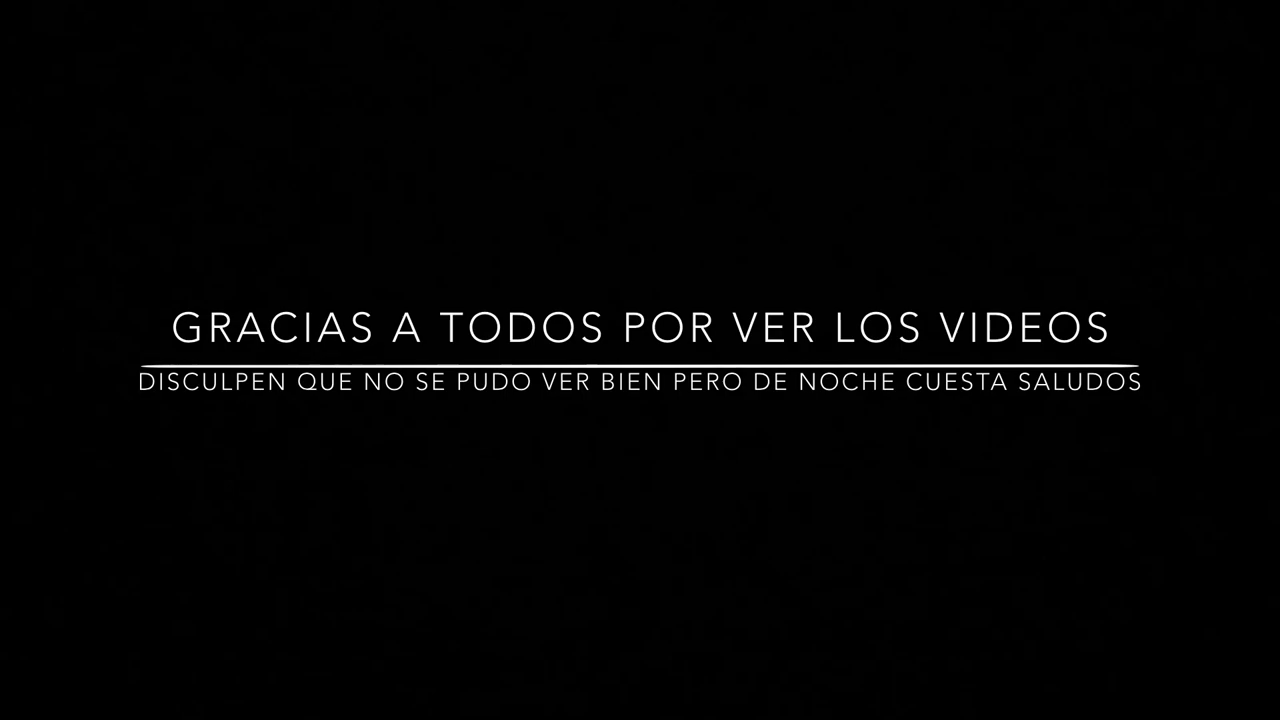 GRACIAS A TODOS POR VER LOS VIDEOS
DISCULPEN QUE NO SE PUDO VER BIEN PERO DE NOCHE CUESTA SALUDOS